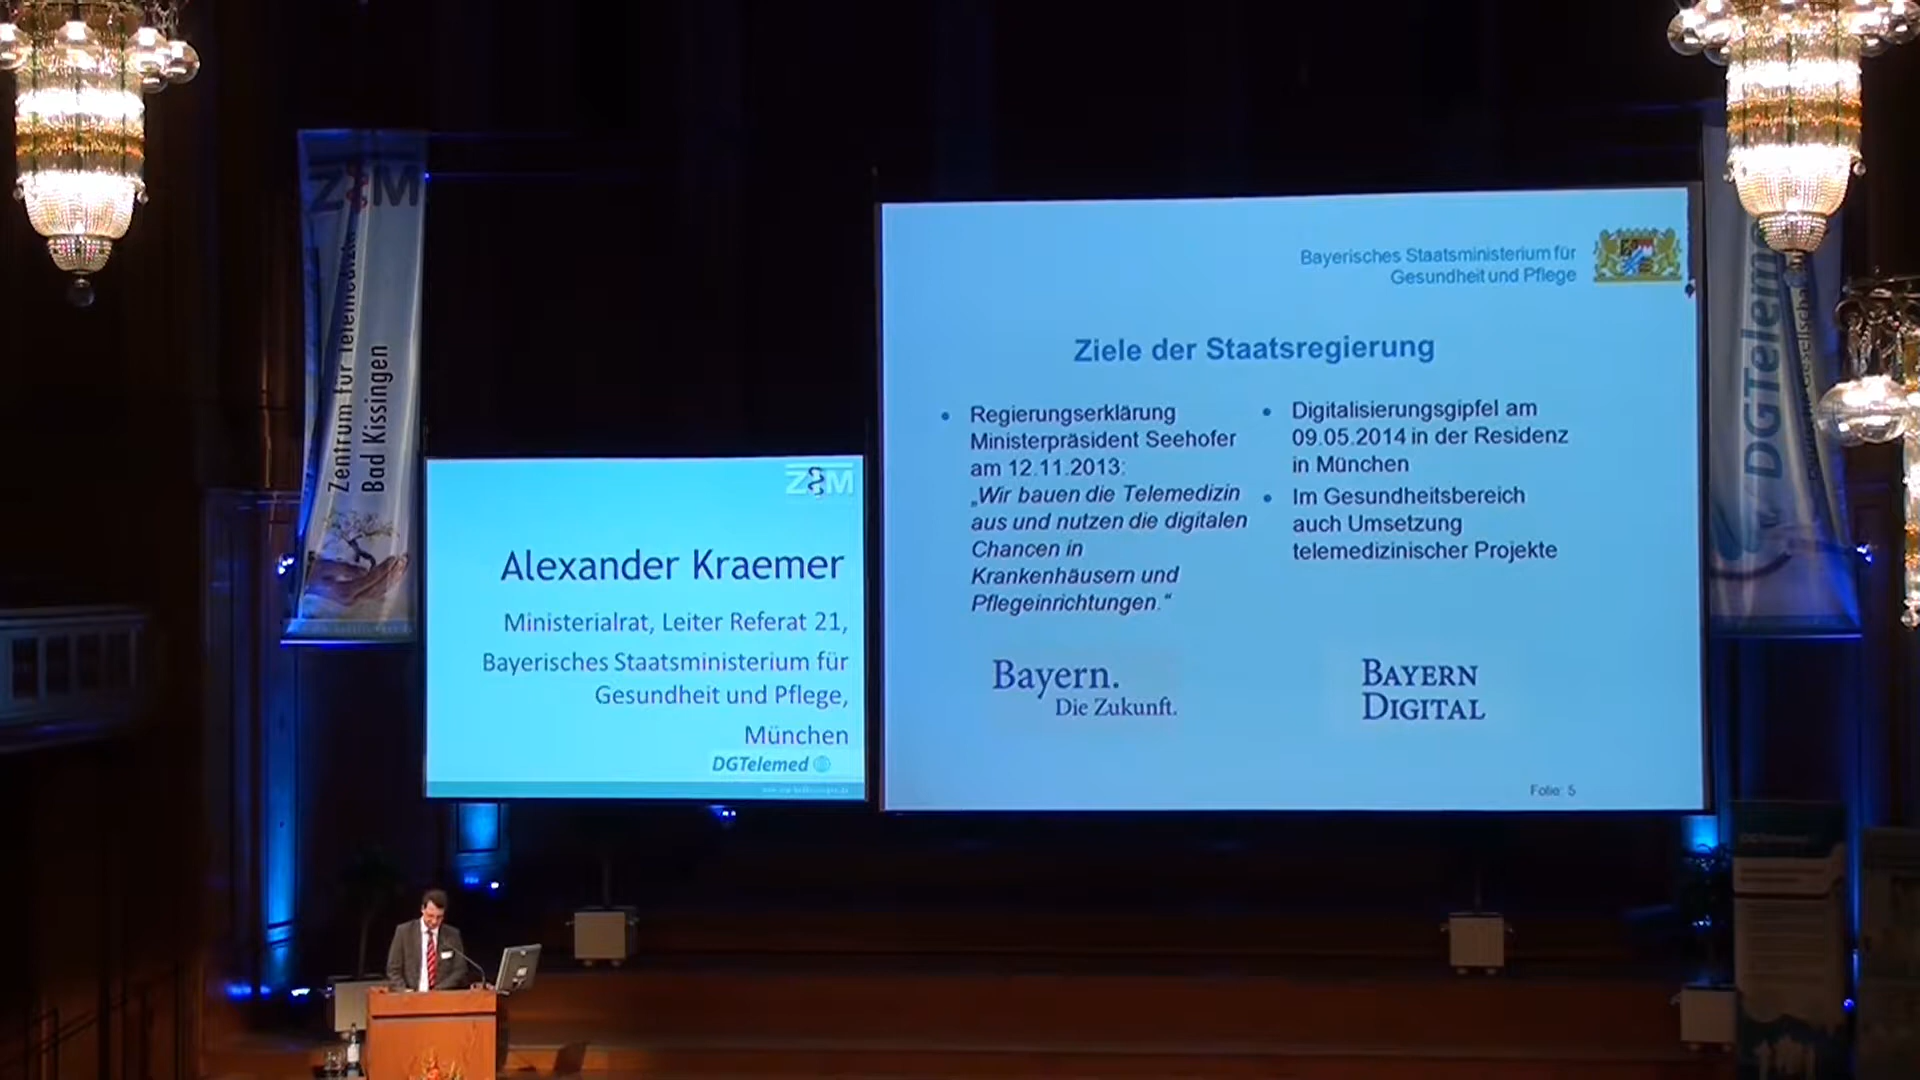 ZTM
Zentrum für Telemedizin
Bad Kissingen
ZTM
Alexander Kraemer
Ministerialrat, Leiter Referat 21,
Bayerisches Staatsministerium für
Gesundheit und Pflege,
München
DGTelemed
Bayerisches Staatsministerium für
Gesundheit und Pflege
Ziele der Staatsregierung
• Regierungserklärung
Ministerpräsident Seehofer
am 12.11.2013:
„Wir bauen die Telemedizin
aus und nutzen die digitalen
Chancen in
Krankenhäusern und
Pflegeinrichtungen.“
• Digitalisierungsgipfel am
09.05.2014 in der Residenz
in München
• Im Gesundheitsbereich
auch Umsetzung
telemedizinischer Projekte
Bayern.
Die Zukunft.
BAYERN
DIGITAL
Folie: 5
DGTelem